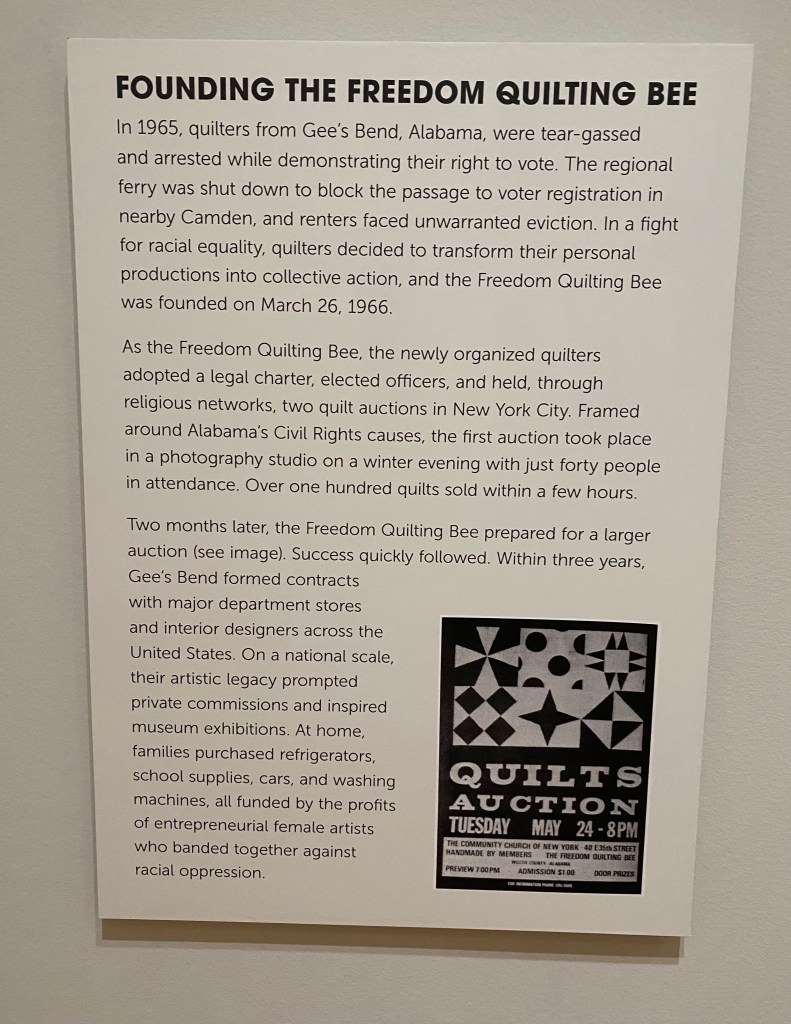 FOUNDING THE FREEDOM QUILTING BEE
In 1965, quilters from Gee's Bend, Alabama, were tear-gassed
and arrested while demonstrating their right to vote. The regional
ferry was shut down to block the passage to voter registration in
nearby Camden, and renters faced unwarranted eviction. In a fight
for racial equality, quilters decided to transform their personal
productions into collective action, and the Freedom Quilting Bee
was founded on March 26, 1966.
As the Freedom Quilting Bee, the newly organized quilters
adopted a legal charter, elected officers, and held, through
religious networks, two quilt auctions in New York City. Framed
around Alabama's Civil Rights causes, the first auction took place
in a photography studio on a winter evening with just forty people
in attendance. Over one hundred quilts sold within a few hours.
Two months later, the Freedom Quilting Bee prepared for a larger
auction (see image). Success quickly followed. Within three years,
Gee's Bend formed contracts
with major department stores
and interior designers across the
United States. On a national scale,
their artistic legacy prompted
private commissions and inspired
museum exhibitions. At home,
families purchased refrigerators,
school supplies, cars, and washing
machines, all funded by the profits
of entrepreneurial female artists
who banded together against
racial oppression.
QUILTS
AUCTION
TUESDAY MAY 24 - 8PM
THE COMMUNITY CHURCH OF NEW YORK · 40 E 35th STREET
HANDMADE BY MEMBERS THE FREEDOM QUILTING BEE
WILCOX COUNTY, ALABAMA
PREVIEW 7:00PM ADMISSION $1.00 DOOR PRIZES
FOR INFORMATION PHONE